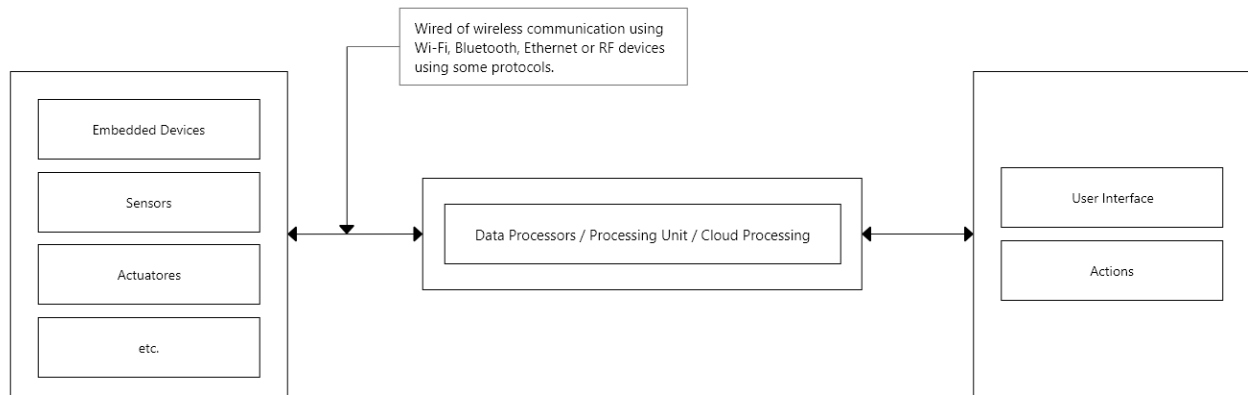 Wired of wireless communication using
Wi-Fi, Bluetooth, Ethernet or RF devices
using some protocols.
Embedded Devices
Sensors
Actuatores
etc.
Data Processors / Processing Unit / Cloud Processing
User Interface
Actions